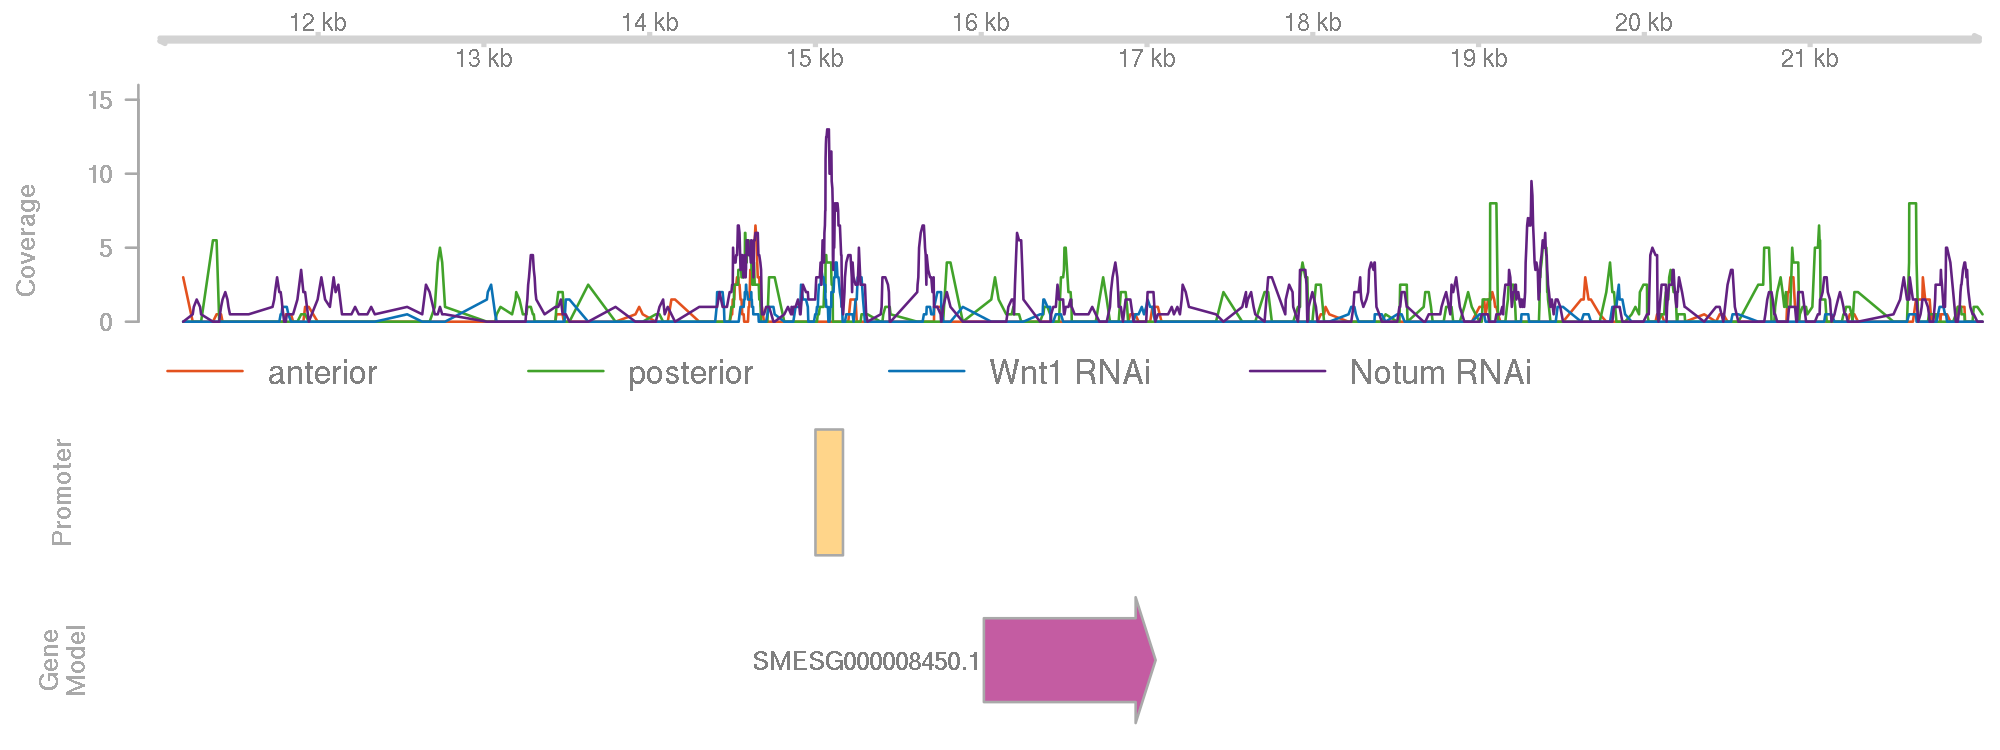 12 kb 14 kb 16 kb 18 kb 20 kb
13 kb 15 kb 17 kb 19 kb 21 kb
Coverage
15
10
5
0
anterior posterior Wnt1 RNAi Notum RNAi
Promoter
Gene
Model
SMESG000008450.1